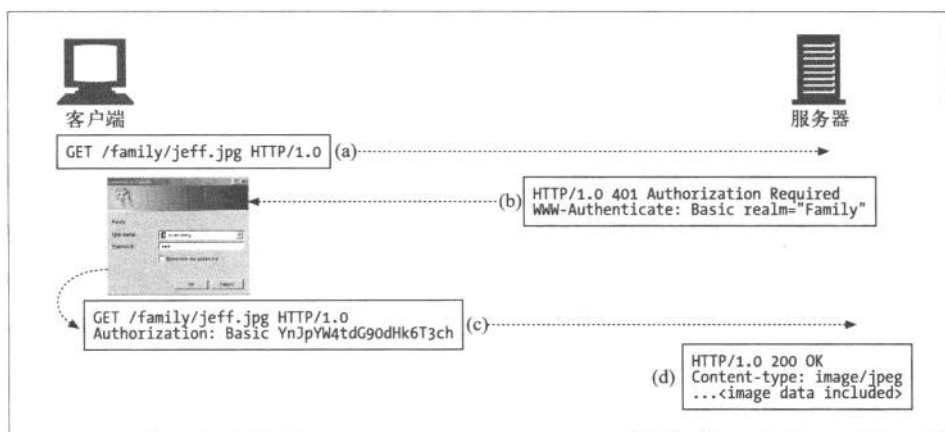 客户端
服务器
GET /family/jeff.jpg HTTP/1.0
(a)
(b)
HTTP/1.0 401 Authorization Required
WWW-Authenticate: Basic realm="Family"
GET /family/jeff.jpg HTTP/1.0
Authorization: Basic YnJpYW4tdG90dHk6T3ch
(c)
(d)
HTTP/1.0 200 OK
Content-type: image/jpeg
...<image data included>